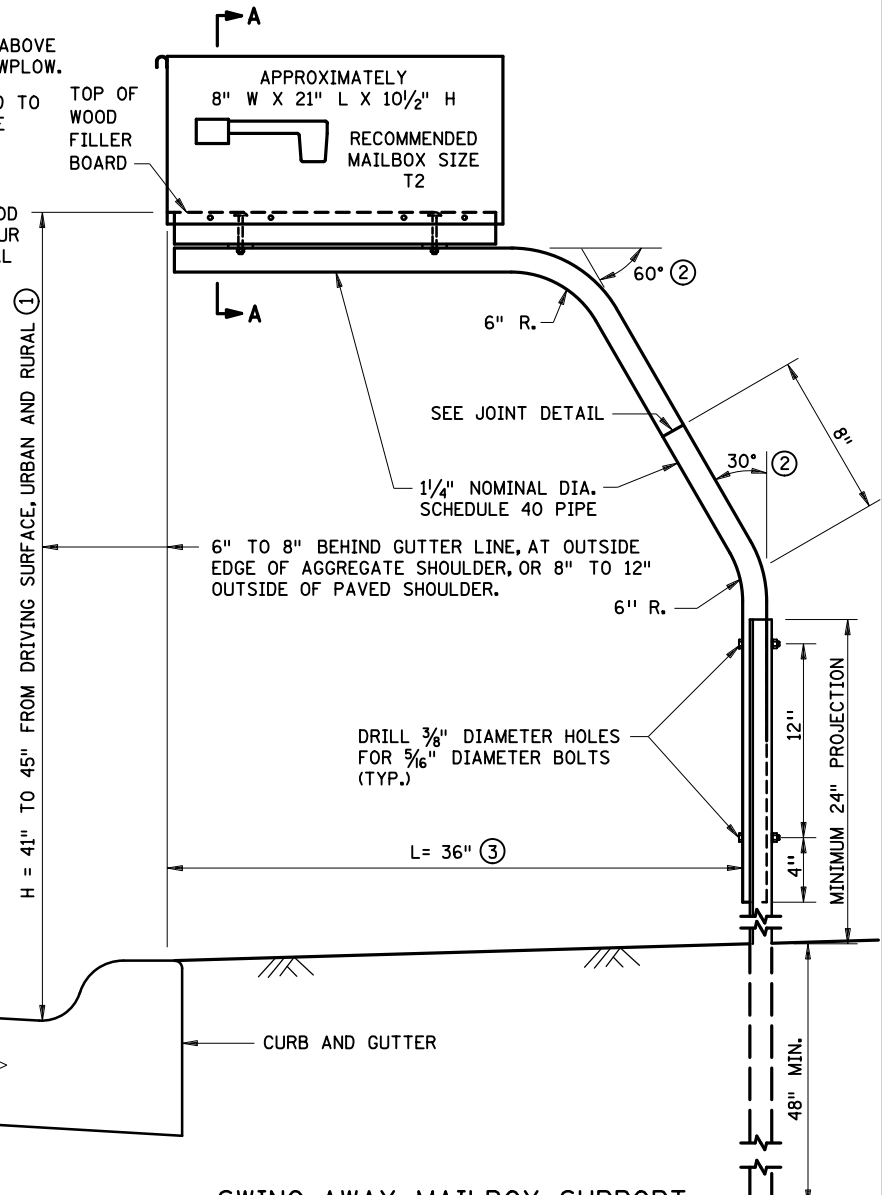 A
ABOVE
WPLOW.
TO
TOP OF
WOOD
FILLER
BOARD
APPROXIMATELY
8" W X 21" L X 10½" H
RECOMMENDED
MAILBOX SIZE
T2
A
60° ②
6" R.
SEE JOINT DETAIL
8"
30° ②
1¼" NOMINAL DIA.
SCHEDULE 40 PIPE
H = 41" TO 45" FROM DRIVING SURFACE, URBAN AND RURAL ①
6" TO 8" BEHIND GUTTER LINE, AT OUTSIDE
EDGE OF AGGREGATE SHOULDER, OR 8" TO 12"
OUTSIDE OF PAVED SHOULDER.
6" R.
DRILL ⅜" DIAMETER HOLES
FOR 5/16" DIAMETER BOLTS
(TYP.)
12"
MINIMUM 24" PROJECTION
L= 36" ③
4"
CURB AND GUTTER
48" MIN.
SWING AWAY MAILBOX SUPPORT